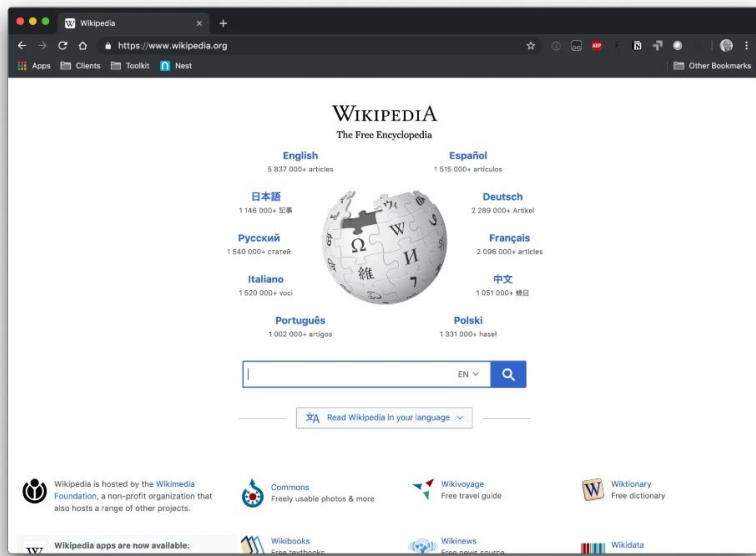 Wikipedia
https://www.wikipedia.org
Apps Clients Toolkit Nest Other Bookmarks
WIKIPEDIA
The Free Encyclopedia
English
5 837 000+ articles
Español
1 515 000+ artículos
日本語
1 146 000+ 記事
Deutsch
2 289 000+ Artikel
Русский
1 540 000+ статей
Français
2 096 000+ articles
Italiano
1 520 000+ voci
中文
1 051 000+ 條目
Português
1 002 000+ artigos
Polski
1 331 000+ haseł
EN
Read Wikipedia in your language
Wikipedia is hosted by the Wikimedia
Foundation, a non-profit organization that
also hosts a range of other projects.
Commons
Freely usable photos & more
Wikivoyage
Free travel guide
Wiktionary
Free dictionary
Wikipedia apps are now available:
Wikibooks
Free textbooks
Wikinews
Free news source
Wikidata